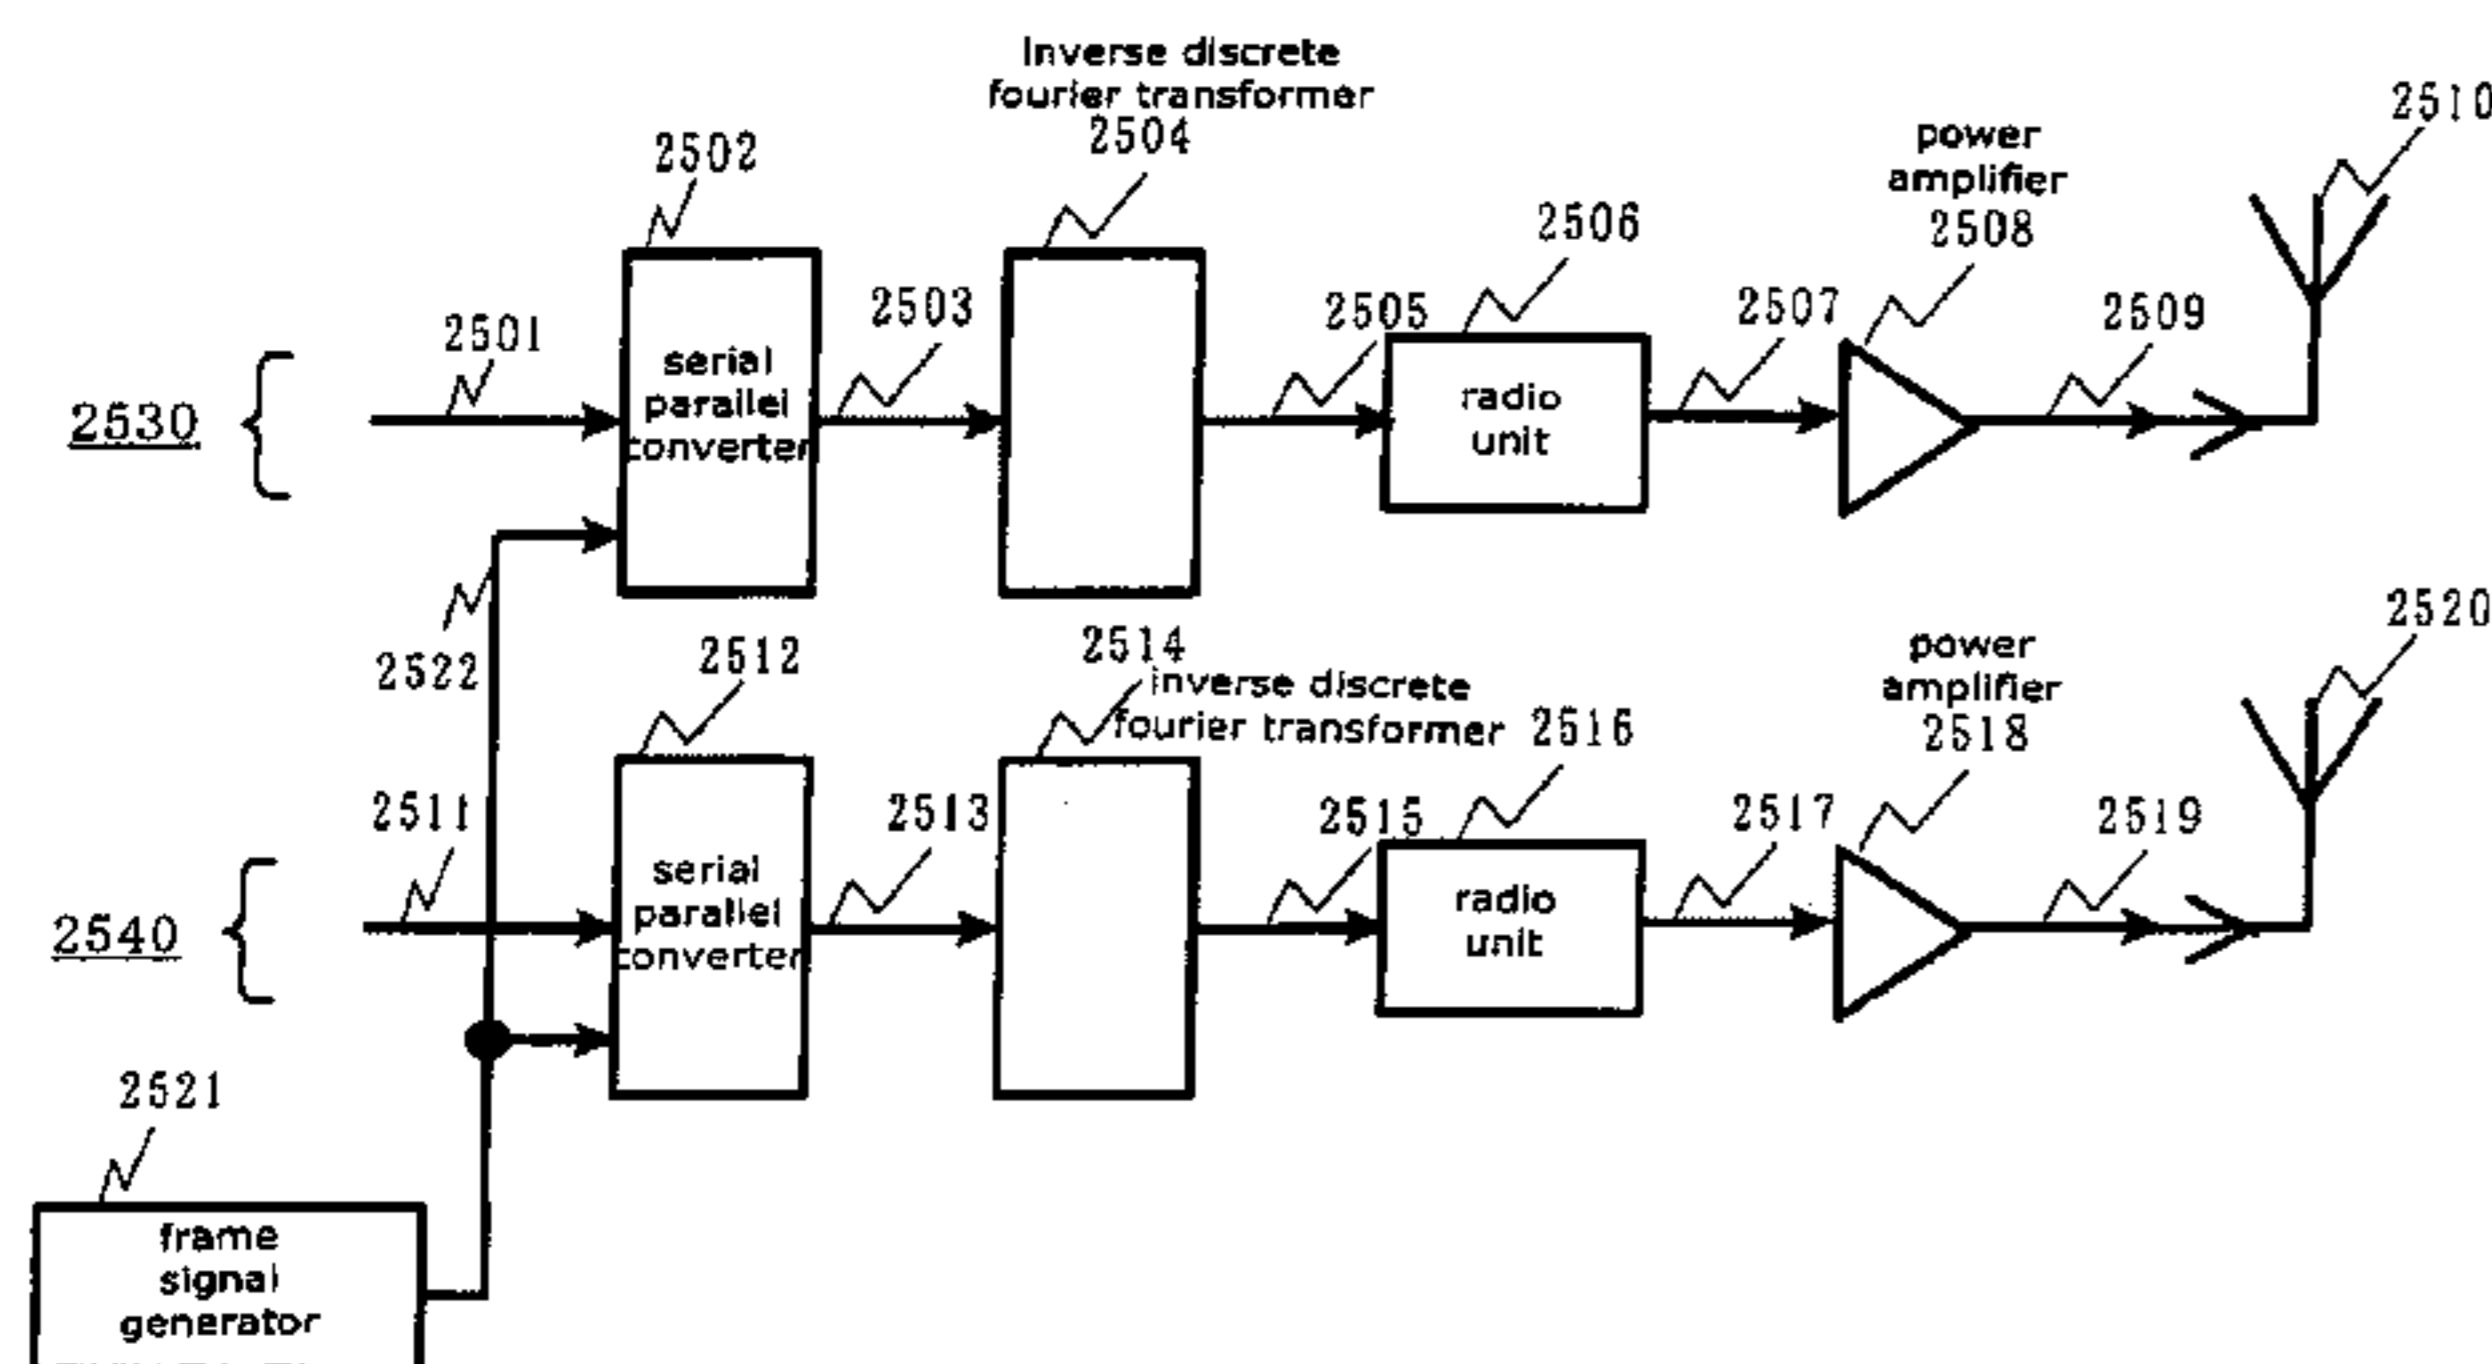 Inverse discrete
fourier transformer
2504
2510
power
amplifier
2508
2502
2506
2501
2503
2505
2507
2509
serial
parallel
converter
radio
unit
2530
2522
2512
2514
inverse discrete
fourier transformer
2516
power
amplifier
2518
2520
2511
2513
2515
2517
2519
serial
parallel
converter
radio
unit
2540
2521
frame
signal
generator